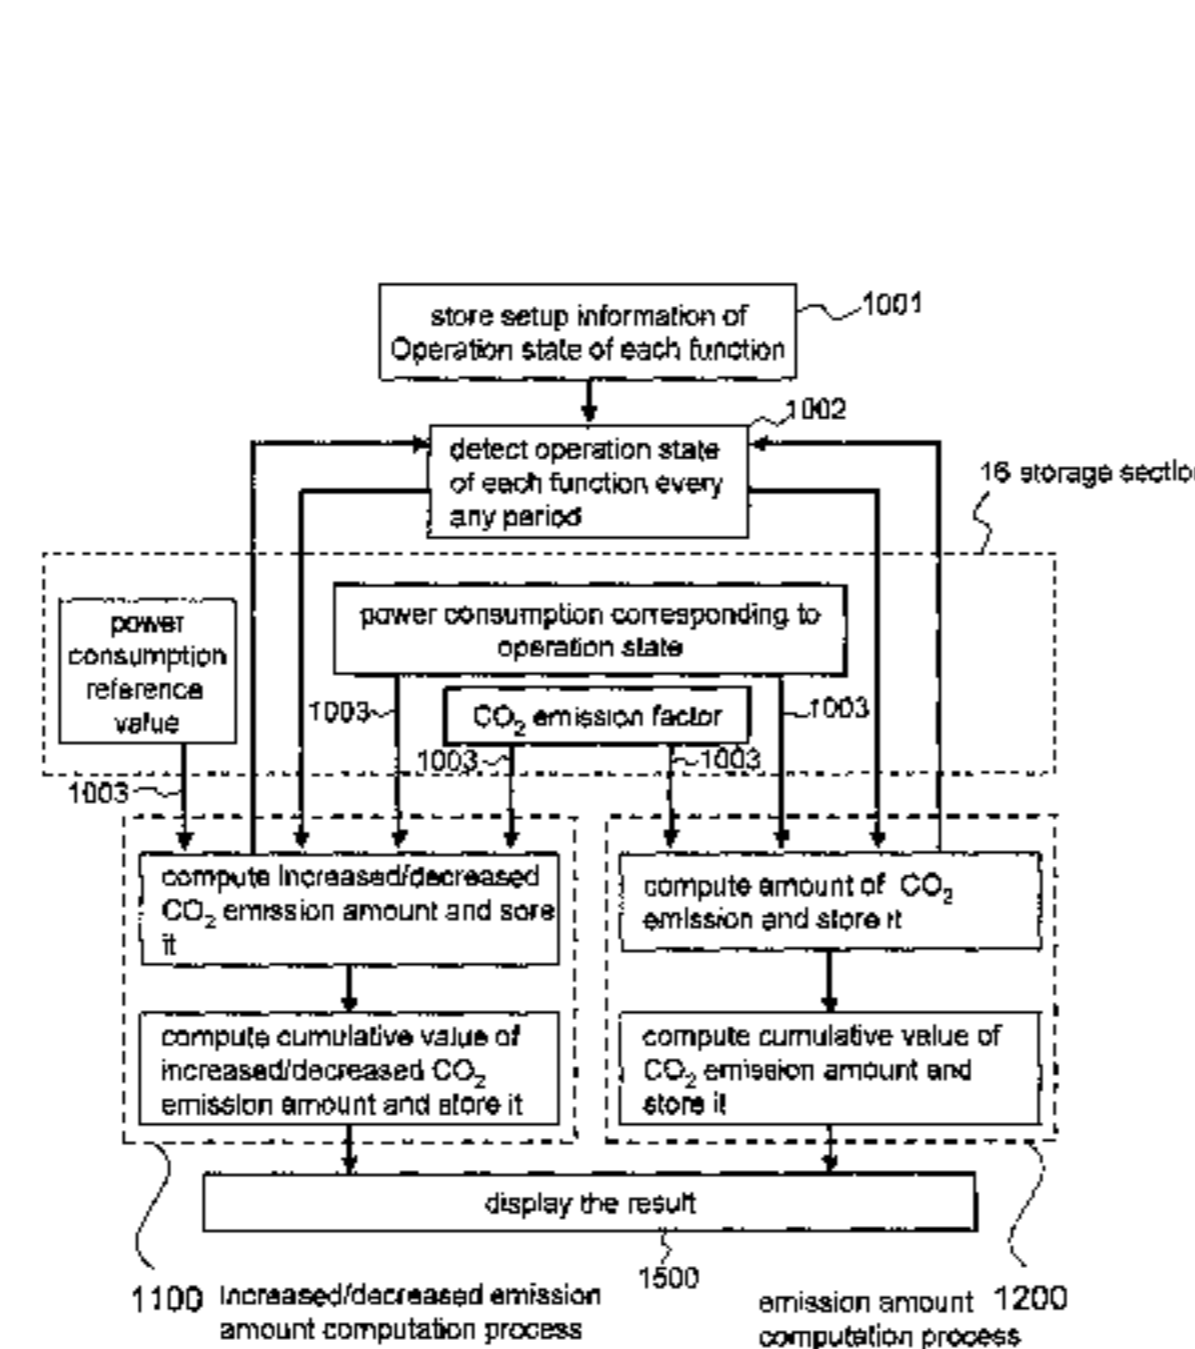 store setup information of
Operation state of each function
1001
1002
detect operation state
of each function every
any period
16 storage section
power
consumption
reference
value
power consumption corresponding to
operation state
1003
1003
CO₂ emission factor
1003
1003
1003
compute increased/decreased
CO₂ emission amount and sore
it
compute amount of CO₂
emission and store it
compute cumulative value of
increased/decreased CO₂
emission amount and store it
compute cumulative value of
CO₂ emission amount and
store it
display the result
1500
1100 Increased/decreased emission
amount computation process
emission amount 1200
computation process